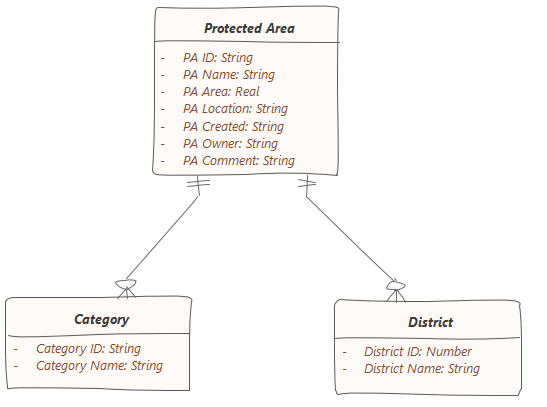 Protected Area
- PA ID: String
- PA Name: String
- PA Area: Real
- PA Location: String
- PA Created: String
- PA Owner: String
- PA Comment: String
Category
- Category ID: String
- Category Name: String
District
- District ID: Number
- District Name: String